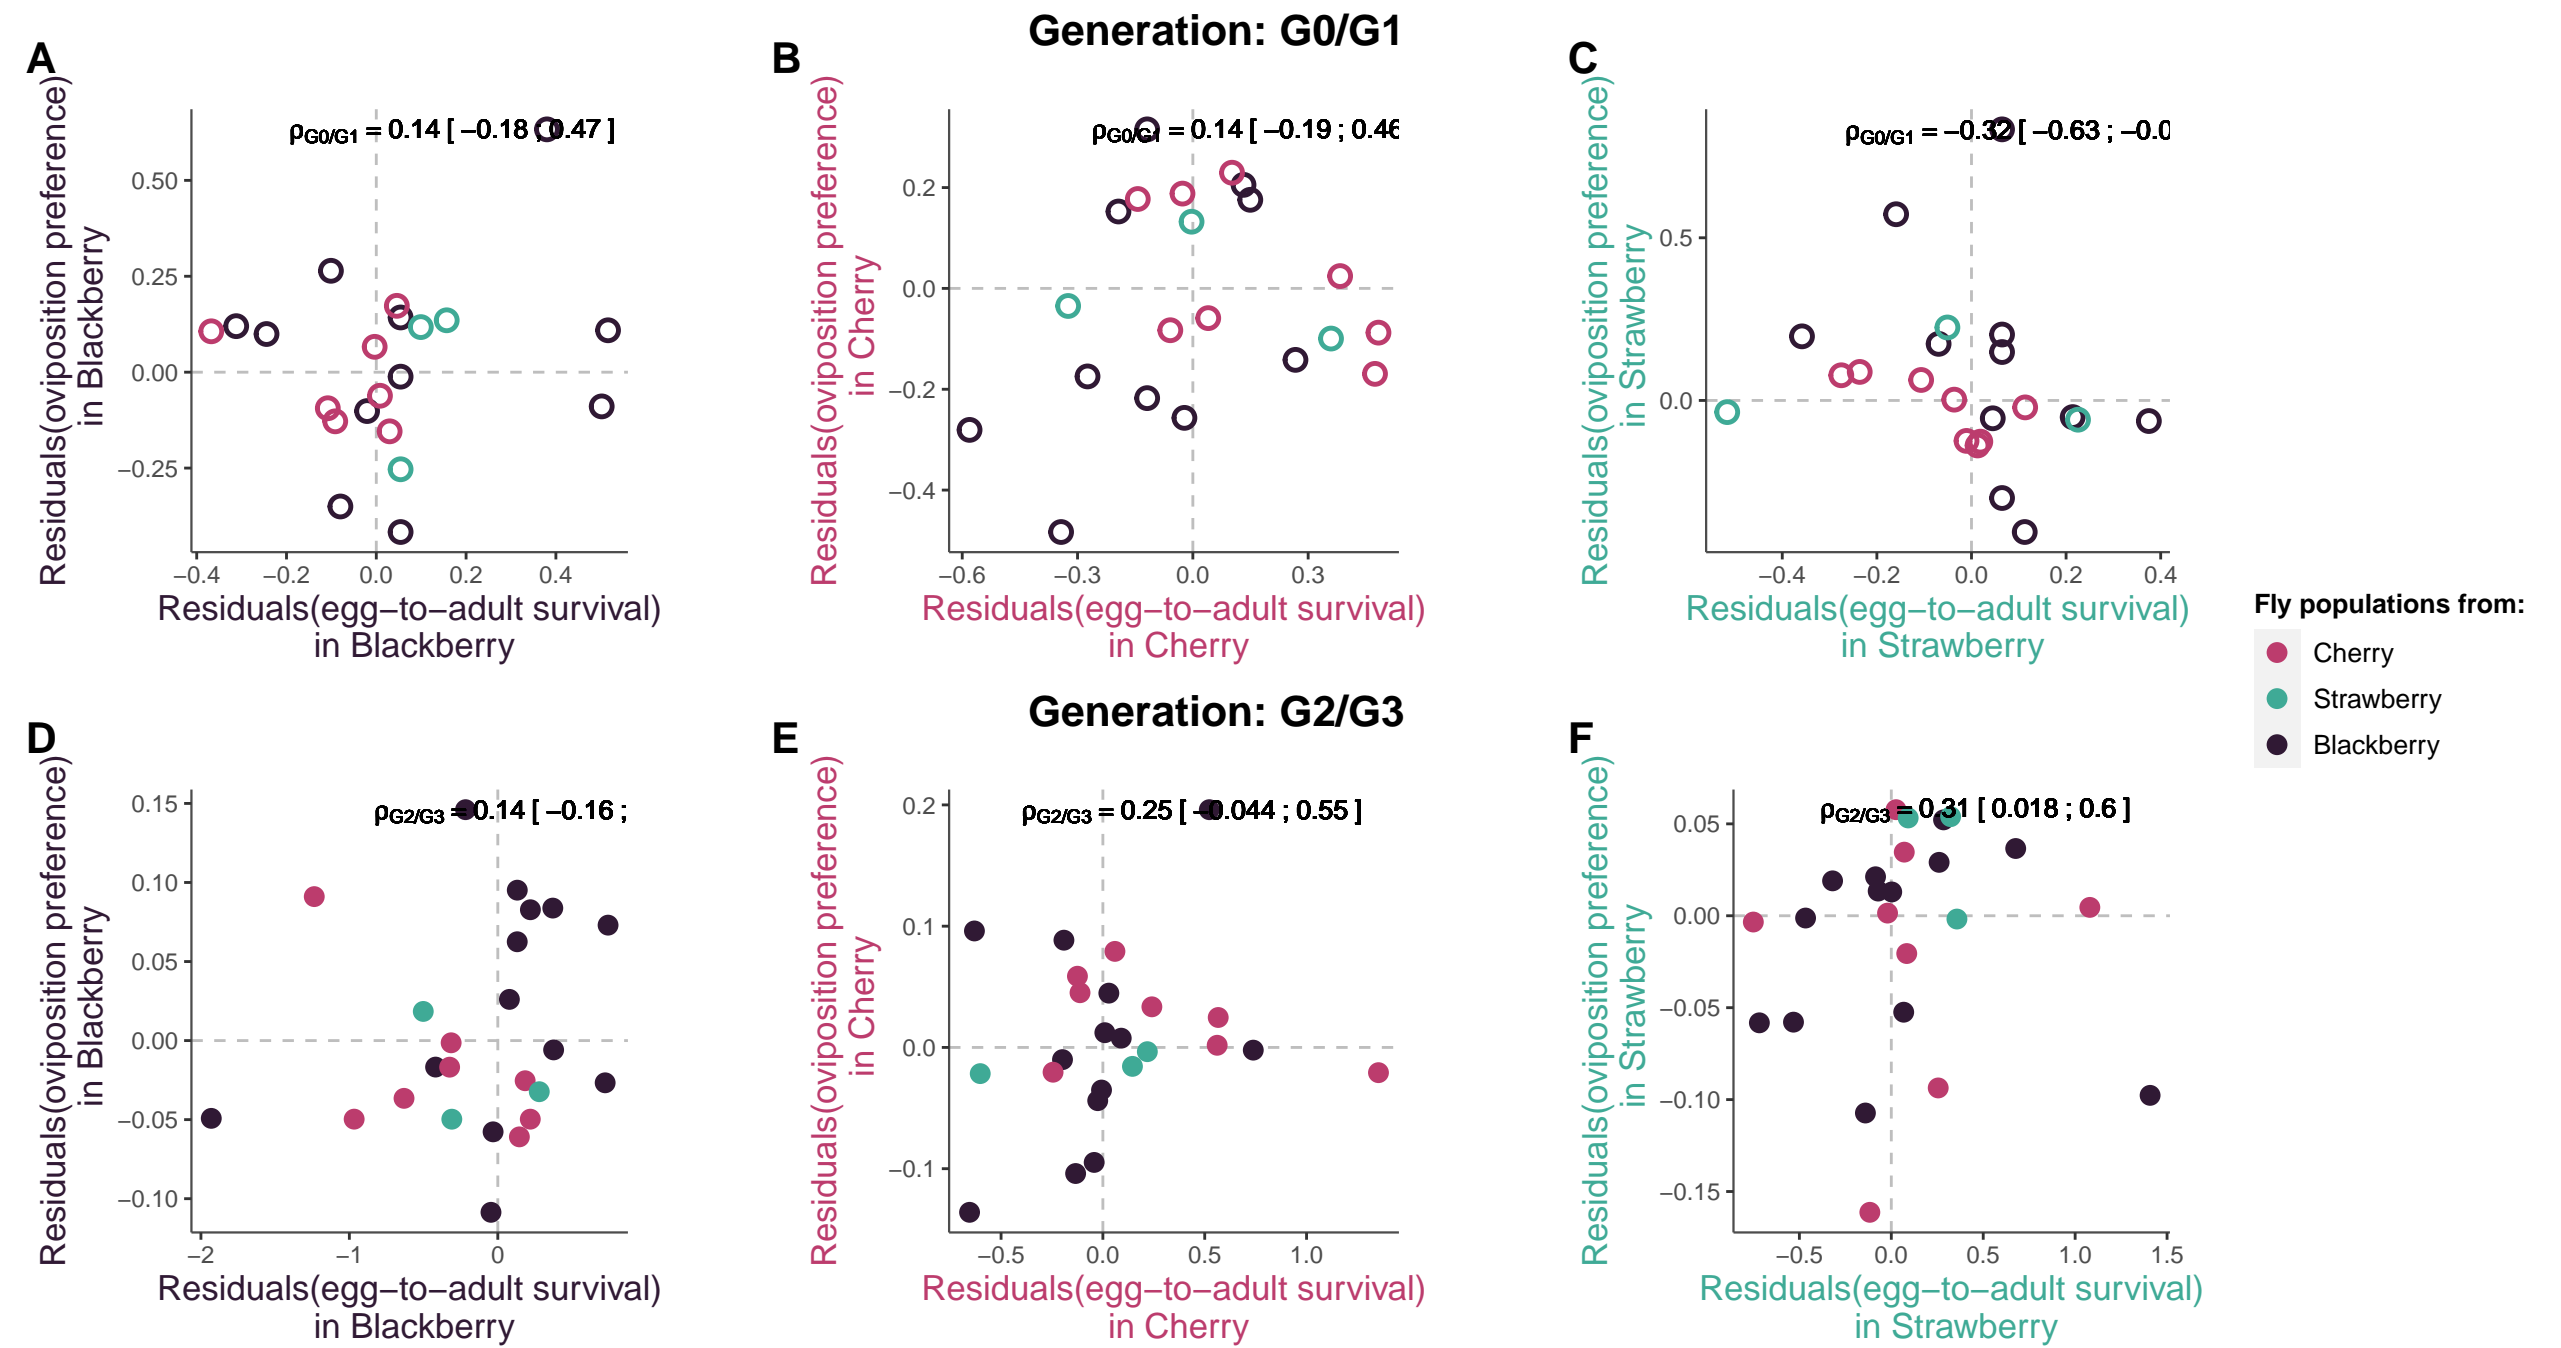 Generation: G0/G1
A
B
C
Residuals(oviposition preference)
in Blackberry
ρG0/G1 = 0.14 [ −0.18 ; 0.47 ]
0.50
0.25
0.00
−0.25
−0.4
−0.2
0.0
0.2
0.4
Residuals(egg−to−adult survival)
in Blackberry
Residuals(oviposition preference)
in Cherry
ρG0/G1 = 0.14 [ −0.19 ; 0.46
0.2
0.0
−0.2
−0.4
−0.6
−0.3
0.0
0.3
Residuals(egg−to−adult survival)
in Cherry
Residuals(oviposition preference)
in Strawberry
ρG0/G1 = −0.32 [ −0.63 ; −0.0
0.5
0.0
−0.4
−0.2
0.0
0.2
0.4
Residuals(egg−to−adult survival)
in Strawberry
Fly populations from:
Cherry
Strawberry
Blackberry
Generation: G2/G3
D
E
F
Residuals(oviposition preference)
in Blackberry
ρG2/G3 = 0.14 [ −0.16 ;
0.15
0.10
0.05
0.00
−0.05
−0.10
−2
−1
0
Residuals(egg−to−adult survival)
in Blackberry
Residuals(oviposition preference)
in Cherry
ρG2/G3 = 0.25 [ −0.044 ; 0.55 ]
0.2
0.1
0.0
−0.1
−0.5
0.0
0.5
1.0
Residuals(egg−to−adult survival)
in Cherry
Residuals(oviposition preference)
in Strawberry
ρG2/G3 = 0.31 [ 0.018 ; 0.6 ]
0.05
0.00
−0.05
−0.10
−0.15
−0.5
0.0
0.5
1.0
1.5
Residuals(egg−to−adult survival)
in Strawberry